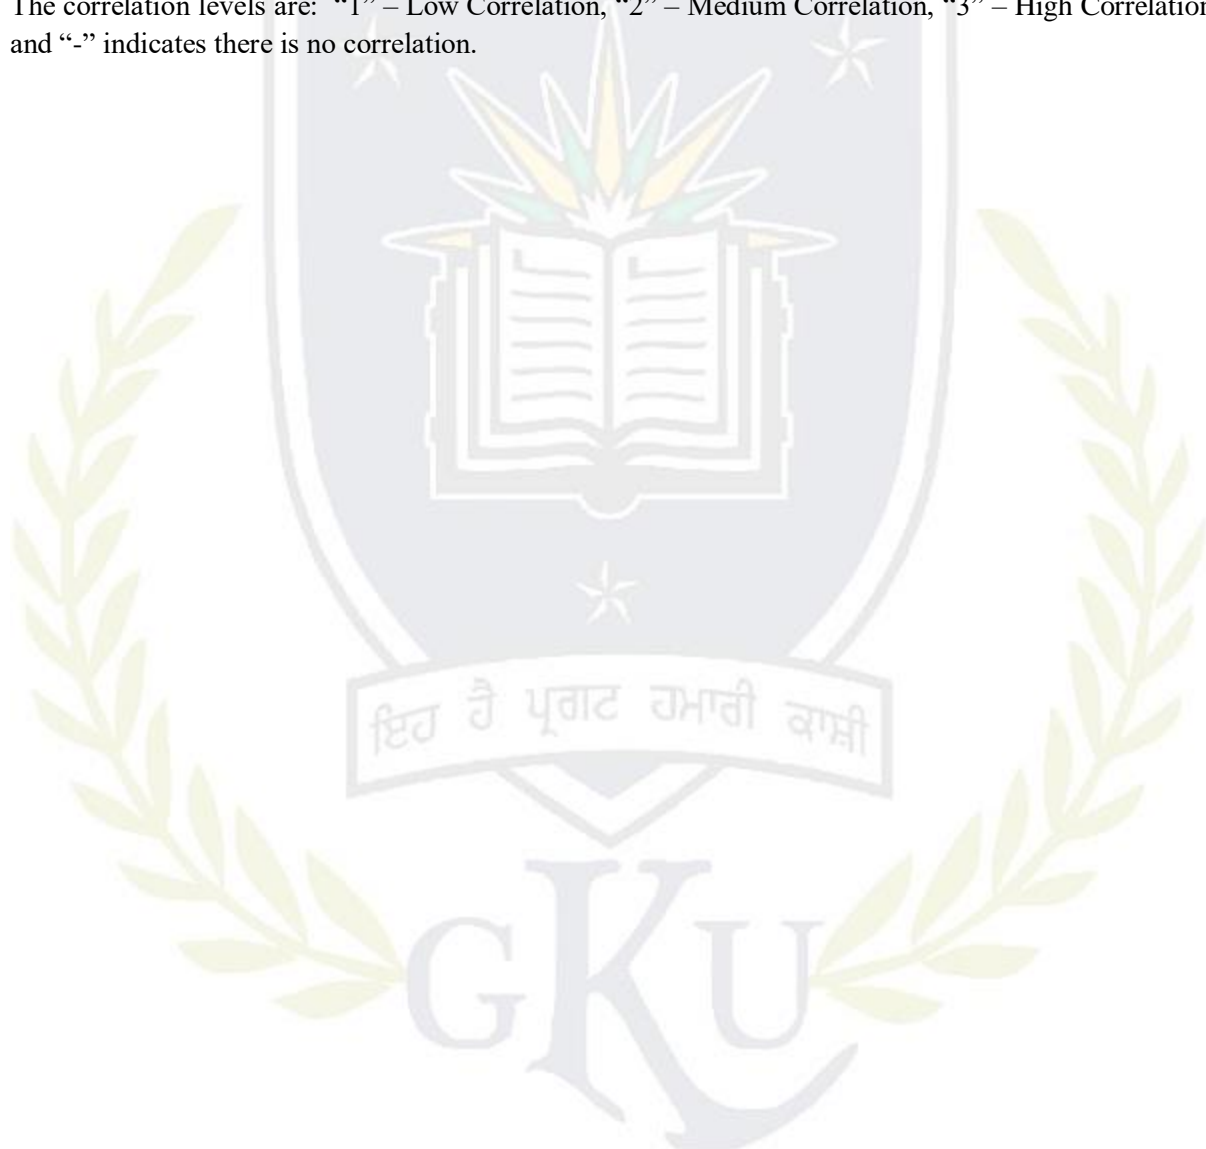 The correlation levels are: “1” – Low Correlation, “2” – Medium Correlation, “3” – High Correlation
and “-” indicates there is no correlation.
ਇਹ ਹੈ ਪ੍ਰਗਟ ਹਮਾਰੀ ਕਾਸ਼ੀ
GKU